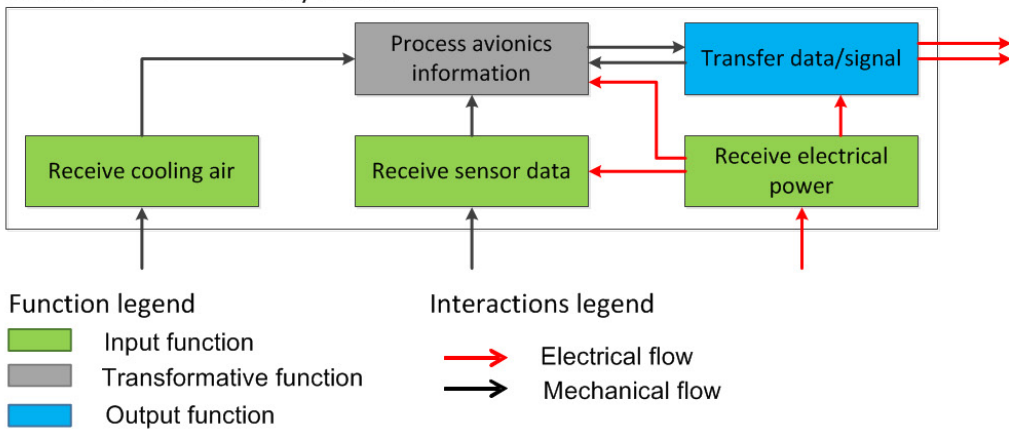 Process avionics
information
Transfer data/signal
Receive cooling air
Receive sensor data
Receive electrical
power
Function legend
Interactions legend
Input function
Electrical flow
Transformative function
Mechanical flow
Output function